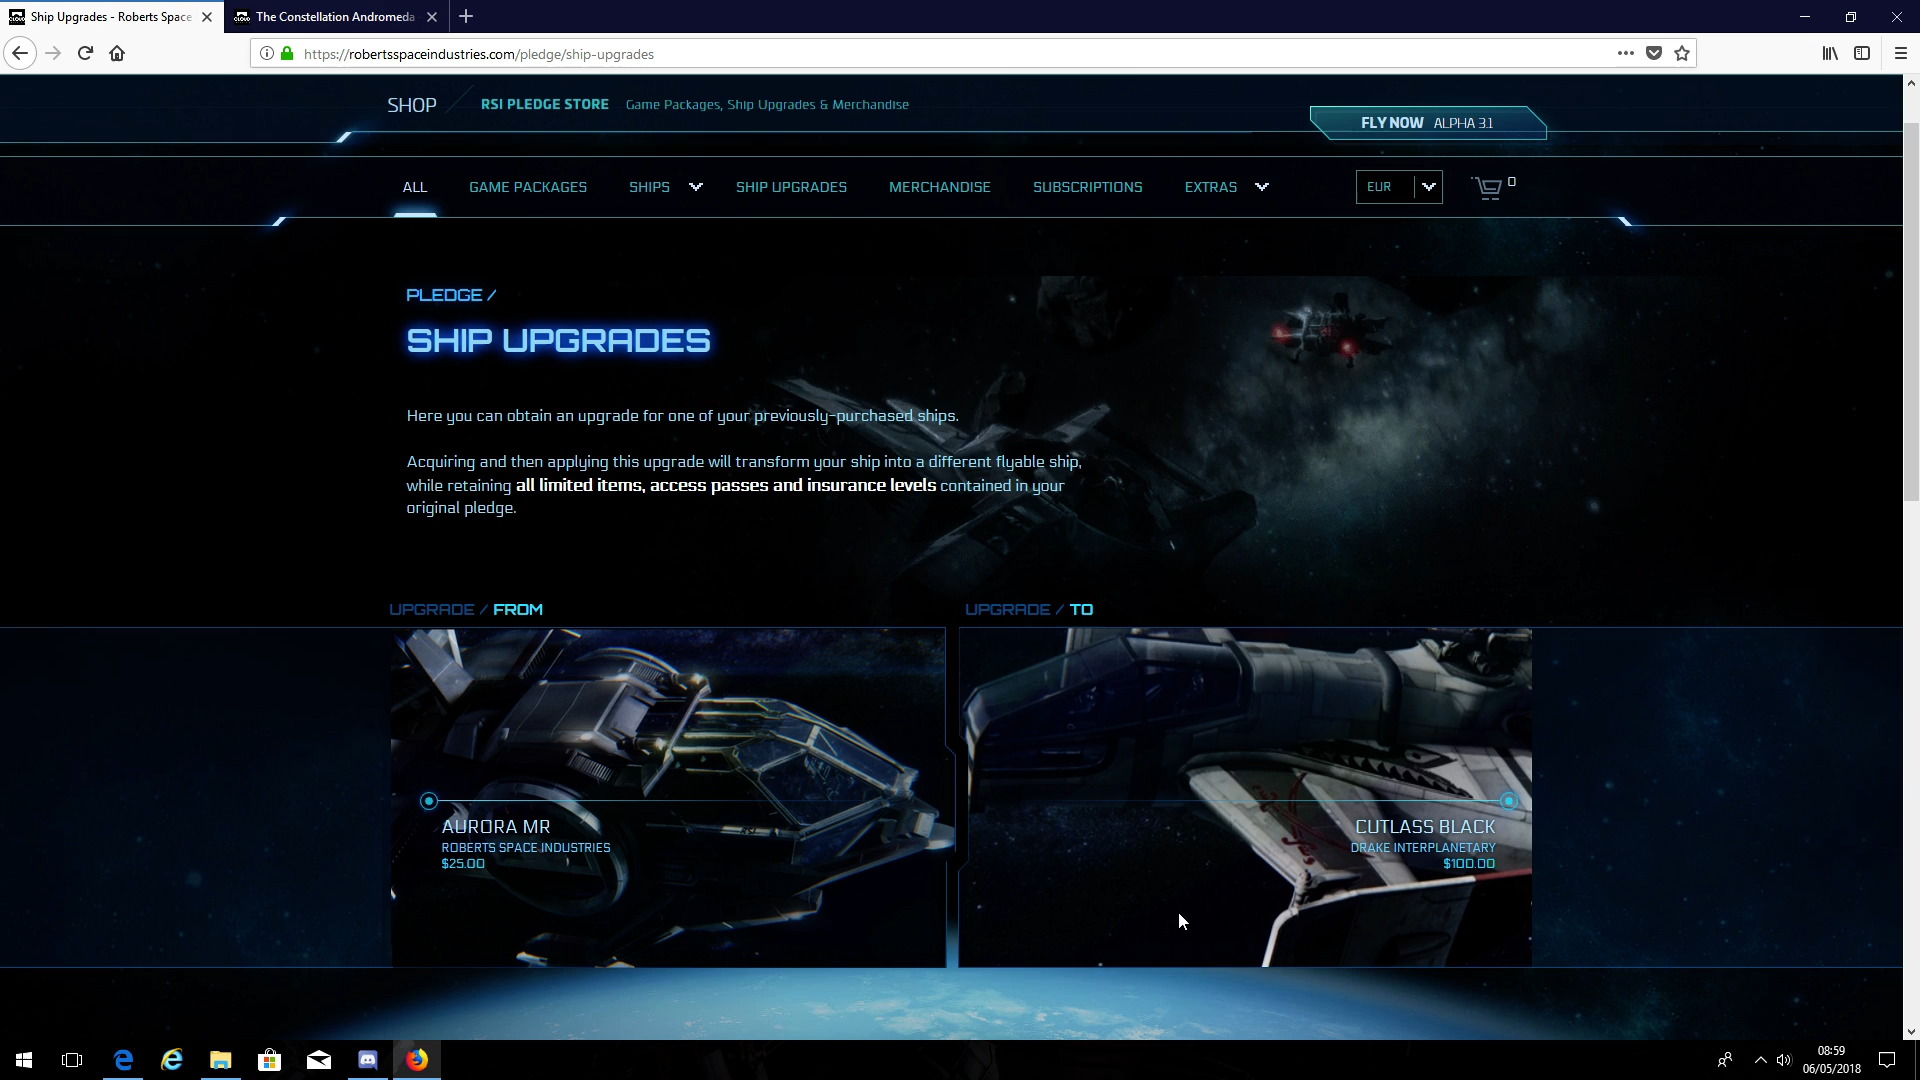 Ship Upgrades - Roberts Space
The Constellation Andromeda
https://robertsspaceindustries.com/pledge/ship-upgrades
SHOP
RSI PLEDGE STORE
Game Packages, Ship Upgrades & Merchandise
FLY NOW ALPHA 3.1
ALL
GAME PACKAGES
SHIPS
SHIP UPGRADES
MERCHANDISE
SUBSCRIPTIONS
EXTRAS
EUR
0
PLEDGE /
SHIP UPGRADES
Here you can obtain an upgrade for one of your previously-purchased ships.
Acquiring and then applying this upgrade will transform your ship into a different flyable ship,
while retaining all limited items, access passes and insurance levels contained in your
original pledge.
UPGRADE / FROM
UPGRADE / TO
AURORA MR
ROBERTS SPACE INDUSTRIES
$25.00
CUTLASS BLACK
DRAKE INTERPLANETARY
$100.00
08:59
06/05/2018